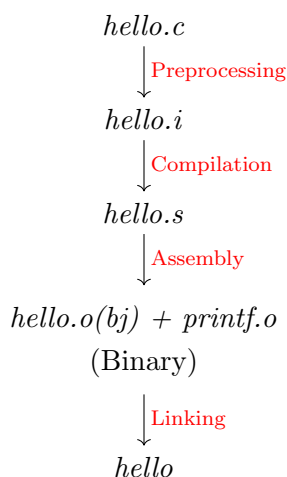 hello.c
Preprocessing
hello.i
Compilation
hello.s
Assembly
hello.o(bj) + printf.o
(Binary)
Linking
hello